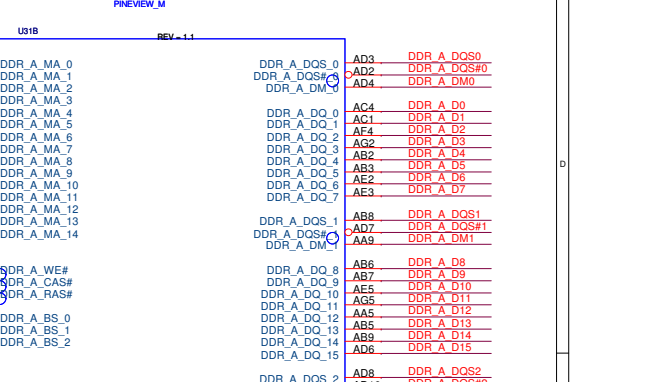 PINEVIEW_M
U31B
REV = 1.1
DDR_A_MA_0 DDR_A_DQS_0 AD3 DDR_A_DQS0
DDR_A_MA_1 DDR_A_DQS#_0 AD2 DDR_A_DQS#0
DDR_A_MA_2 DDR_A_DM_0 AD4 DDR_A_DM0
DDR_A_MA_3
DDR_A_MA_4 DDR_A_DQ_0 AC4 DDR_A_D0
DDR_A_MA_5 DDR_A_DQ_1 AC1 DDR_A_D1
DDR_A_MA_6 DDR_A_DQ_2 AF4 DDR_A_D2
DDR_A_MA_7 DDR_A_DQ_3 AG2 DDR_A_D3
DDR_A_MA_8 DDR_A_DQ_4 AB2 DDR_A_D4
DDR_A_MA_9 DDR_A_DQ_5 AB3 DDR_A_D5
DDR_A_MA_10 DDR_A_DQ_6 AE2 DDR_A_D6
DDR_A_MA_11 DDR_A_DQ_7 AE3 DDR_A_D7
DDR_A_MA_12
DDR_A_MA_13 DDR_A_DQS_1 AB8 DDR_A_DQS1
DDR_A_MA_14 DDR_A_DQS#_1 AD7 DDR_A_DQS#1
DDR_A_DM_1 AA9 DDR_A_DM1
DDR_A_WE# DDR_A_DQ_8 AB6 DDR_A_D8
DDR_A_CAS# DDR_A_DQ_9 AB7 DDR_A_D9
DDR_A_RAS# DDR_A_DQ_10 AE5 DDR_A_D10
DDR_A_DQ_11 AG5 DDR_A_D11
DDR_A_BS_0 DDR_A_DQ_12 AA5 DDR_A_D12
DDR_A_BS_1 DDR_A_DQ_13 AB5 DDR_A_D13
DDR_A_BS_2 DDR_A_DQ_14 AB9 DDR_A_D14
DDR_A_DQ_15 AD6 DDR_A_D15
DDR_A_DQS_2 AD8 DDR_A_DQS2
D